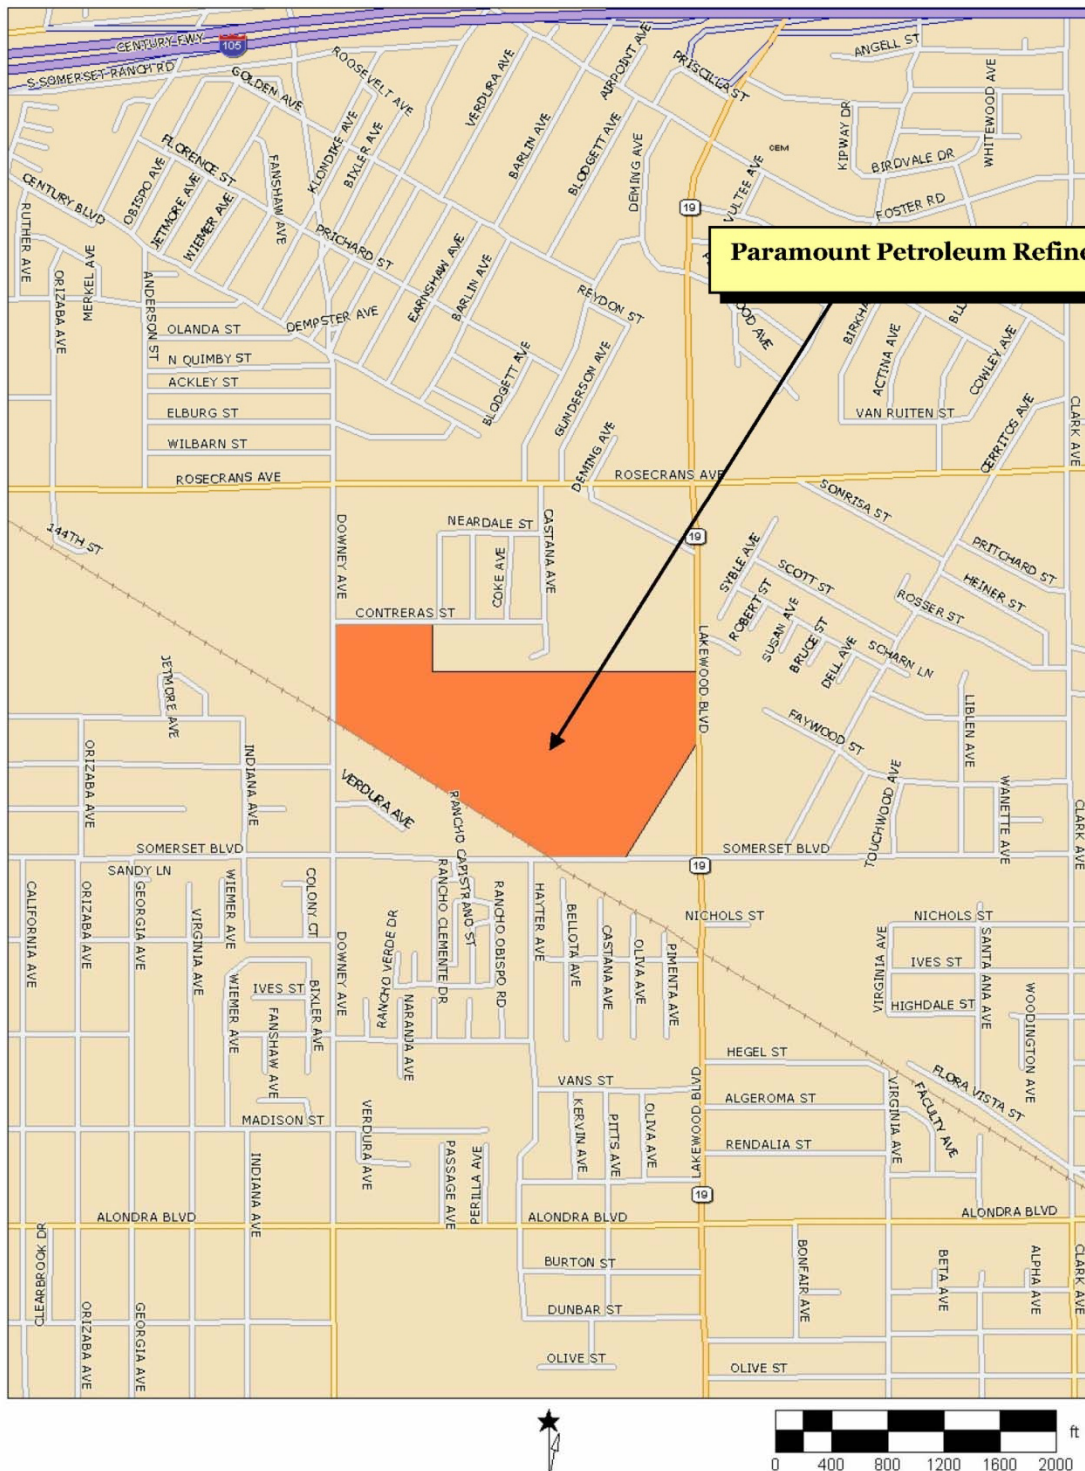 CENTURY FWY
105
S SOMERSET RANCH RD
GOLDEN AVE
ROOSEVELT AVE
VERDURA AVE
BARLIN AVE
AIRPOINT AVE
BLODGETT AVE
PRISCILLA ST
ANGELL ST
WHITEWOOD AVE
KIPWAY DR
BIRDVALE DR
CEM
FLORENCE ST
FANSHAW AVE
KLONDIKE AVE
BIXLER AVE
DEMING AVE
VULTEE AVE
FOSTER RD
CENTURY BLVD
OBISPO AVE
JETMORE AVE
WIEMER AVE
PRICHARD ST
19
RUTHER AVE
MERKEL AVE
ORIZABA AVE
ANDERSON ST
EARNSHAW AVE
BARLIN AVE
REYDON ST
Paramount Petroleum Refine
OLANDA ST
DEMPSTER AVE
N QUIMBY ST
ACKLEY ST
ELBURG ST
WILBARN ST
BLODGETT AVE
GUNDERSON AVE
DEMING AVE
OOD AVE
BIRKHA
ACTINA AVE
COWLEY AVE
VAN RUITEN ST
CERRITOS AVE
CLARK AVE
ROSECRANS AVE
ROSECRANS AVE
144TH ST
DOWNEY AVE
NEARDALE ST
COKE AVE
CASTANA AVE
CONTRERAS ST
19
SONRISA ST
SYBLE AVE
SCOTT ST
PRITCHARD ST
HEINER ST
ROSSER ST
ROBERT ST
SUSAN AVE
BRUCE ST
DELL AVE
SCHARN LN
LAKEWOOD BLVD
JETMORE AVE
FAYWOOD ST
LIBLEN AVE
ORIZABA AVE
INDIANA AVE
VERDURA AVE
TOUCHWOOD AVE
WANETTE AVE
CLARK AVE
SOMERSET BLVD
19
SOMERSET BLVD
SANDY LN
CALIFORNIA AVE
ORIZABA AVE
GEORGIA AVE
VIRGINIA AVE
WIEMER AVE
COLONY CT
DOWNEY AVE
RANCHO VERDE DR
RANCHO CLEMENTE DR
RANCHO CAPISTRANO ST
RANCHO OBISPO RD
HAYTER AVE
BELLOTA AVE
CASTANA AVE
OLIVA AVE
PIMENTA AVE
NICHOLS ST
NICHOLS ST
VIRGINIA AVE
IVES ST
HIGHDALE ST
SANTA ANA AVE
WOODINGTON AVE
WIEMER AVE
IVES ST
FANSHAW AVE
BIXLER AVE
NARANJA AVE
HEGEL ST
FLORA VISTA ST
VANS ST
KERVIN AVE
PITTS AVE
OLIVA AVE
LAKEWOOD BLVD
ALGEROMA ST
VIRGINIA AVE
FACULTY AVE
MADISON ST
VERDURA AVE
PASSAGE AVE
PERILLA AVE
RENDALIA ST
INDIANA AVE
19
ALONDRA BLVD
ALONDRA BLVD
CLEARBROOK DR
ORIZABA AVE
GEORGIA AVE
BURTON ST
DUNBAR ST
OLIVE ST
BONFAIR AVE
BETA AVE
ALPHA AVE
CLARK AVE
OLIVE ST
ft
0 400 800 1200 1600 2000